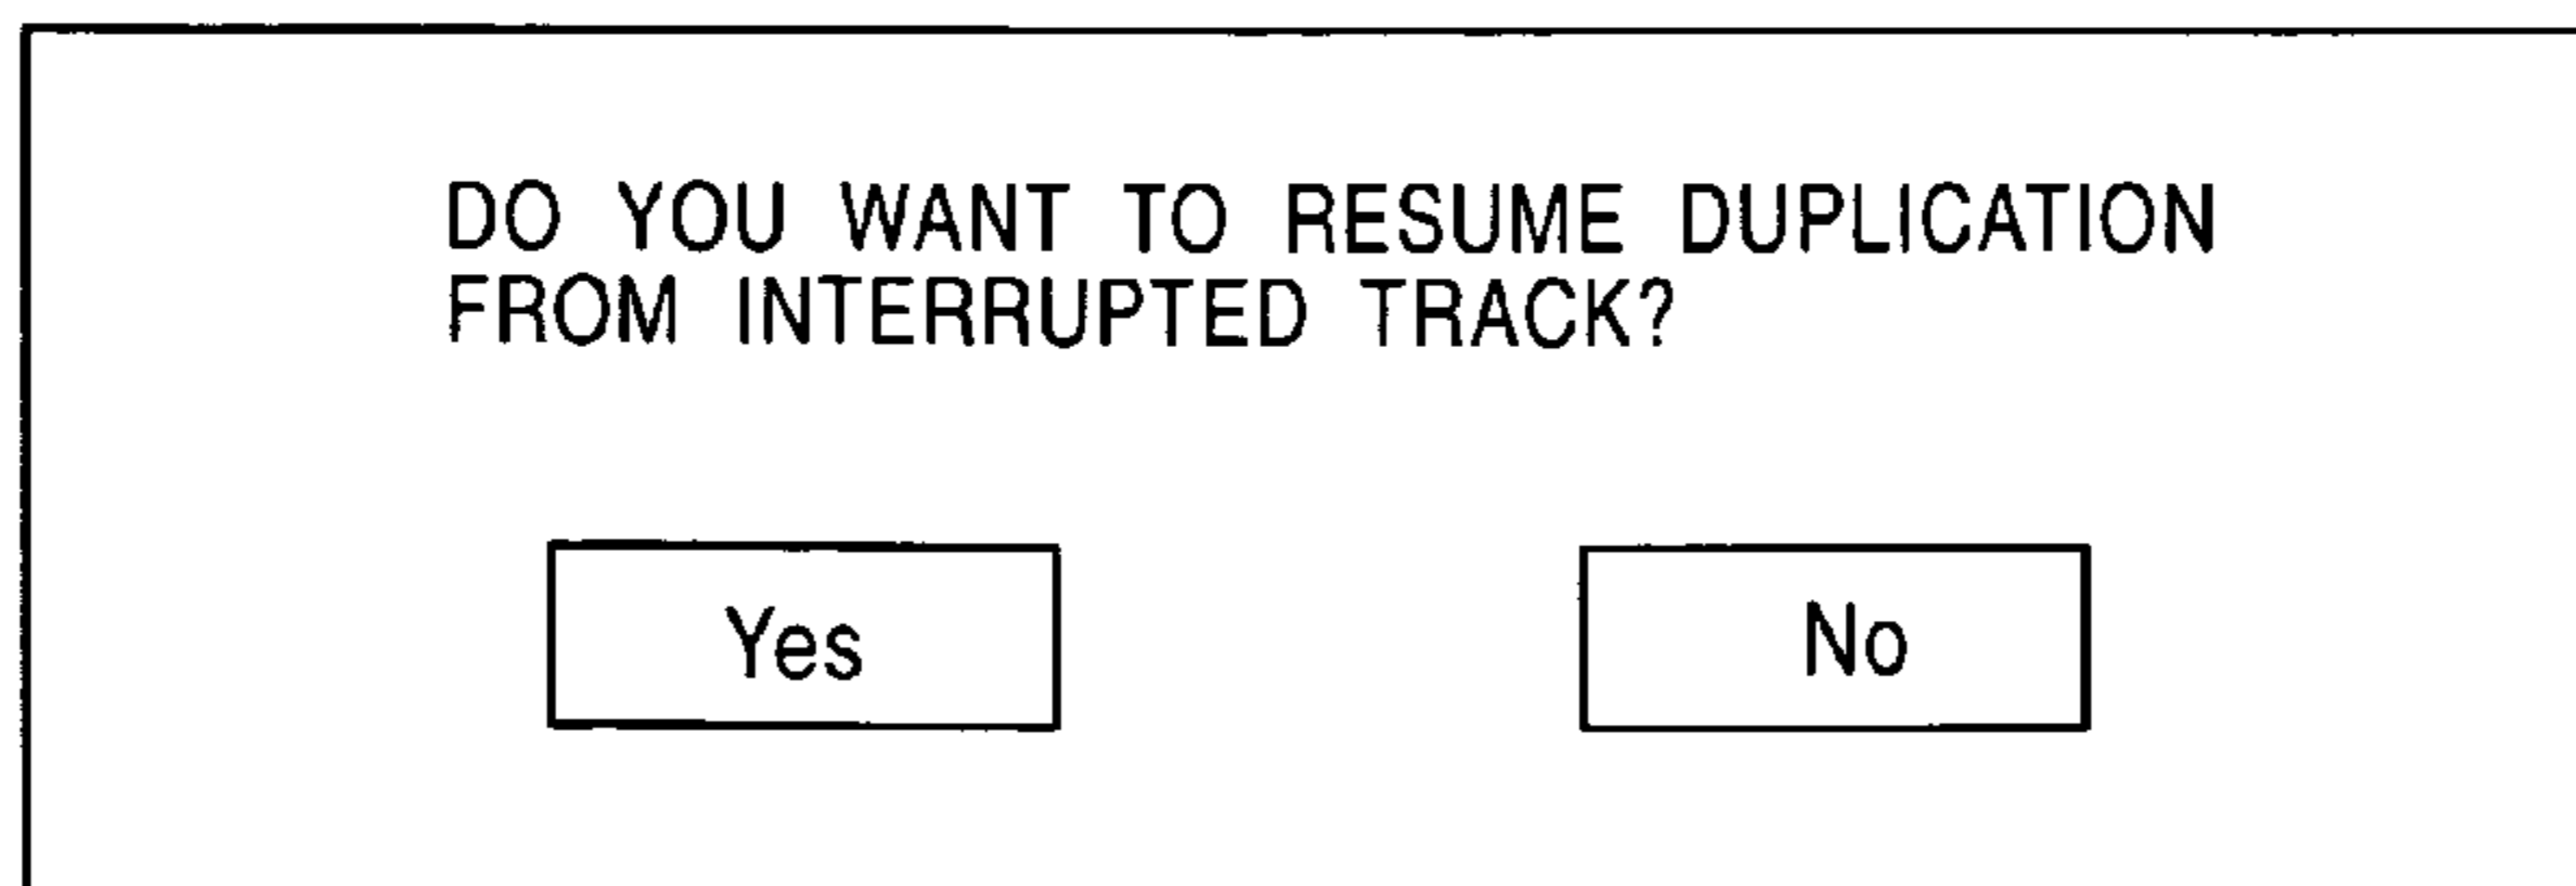 DO YOU WANT TO RESUME DUPLICATION
FROM INTERRUPTED TRACK?
Yes
No